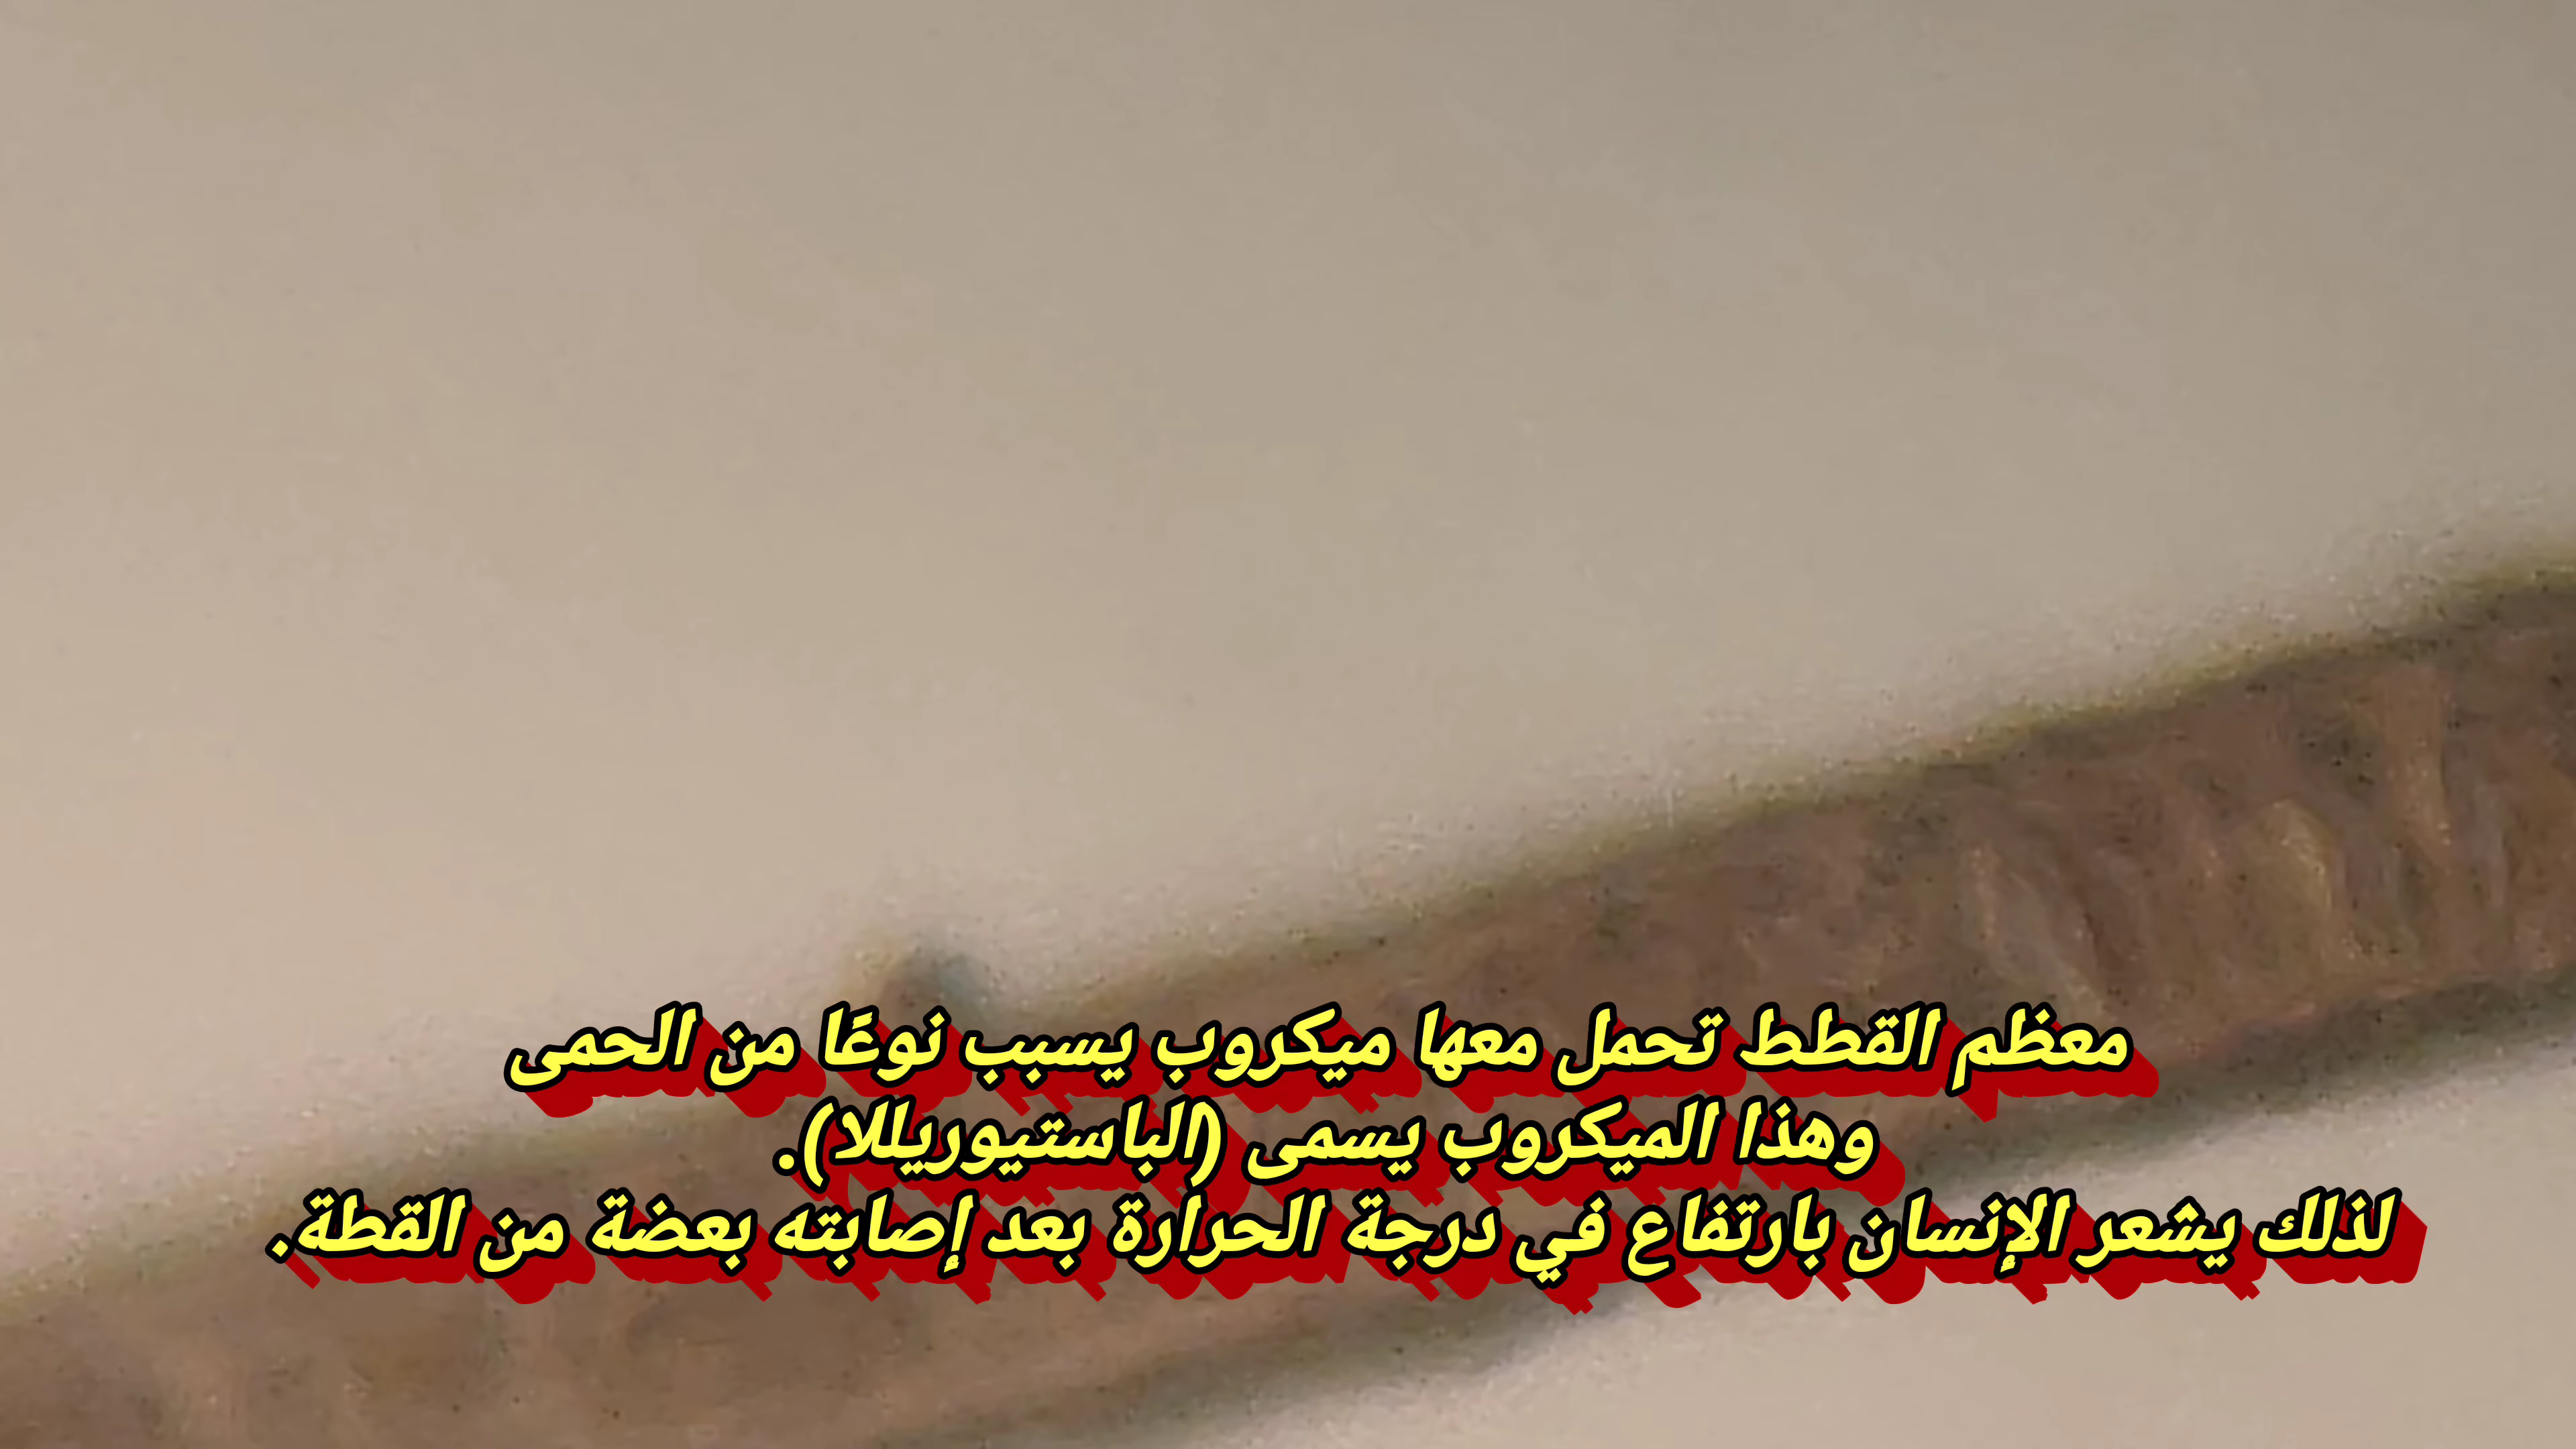 معظم القطط تحمل معها ميكروب يسبب نوعًا من الحمى
وهذا الميكروب يسمى (الباستيوريللا).
لذلك يشعر الإنسان بارتفاع في درجة الحرارة بعد إصابته بعضة من القطة.